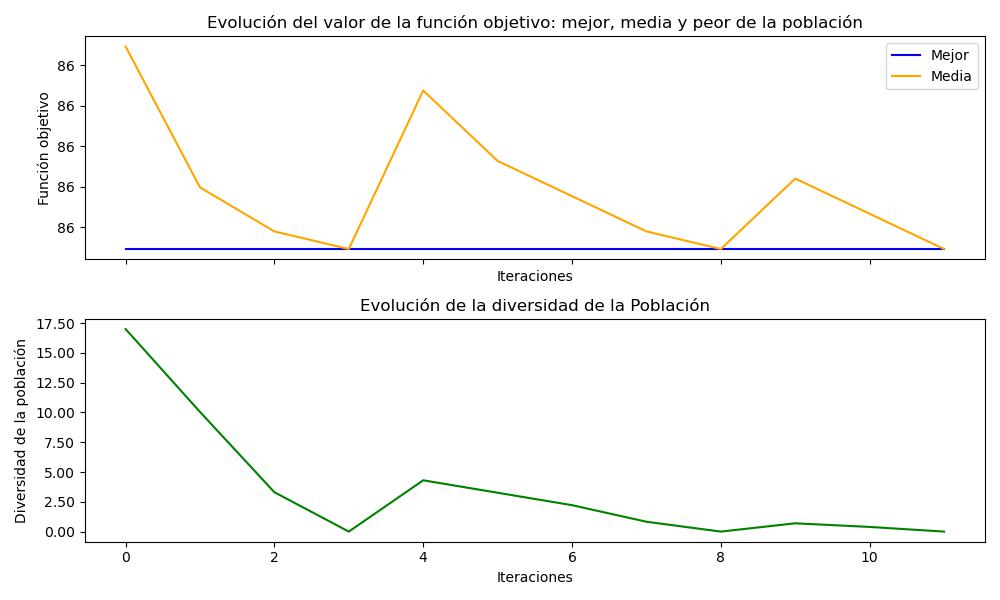 Evolución del valor de la función objetivo: mejor, media y peor de la población
Función objetivo
86
86
86
86
86
Mejor
Media
Iteraciones
Evolución de la diversidad de la Población
Diversidad de la población
17.50
15.00
12.50
10.00
7.50
5.00
2.50
0.00
0 2 4 6 8 10
Iteraciones